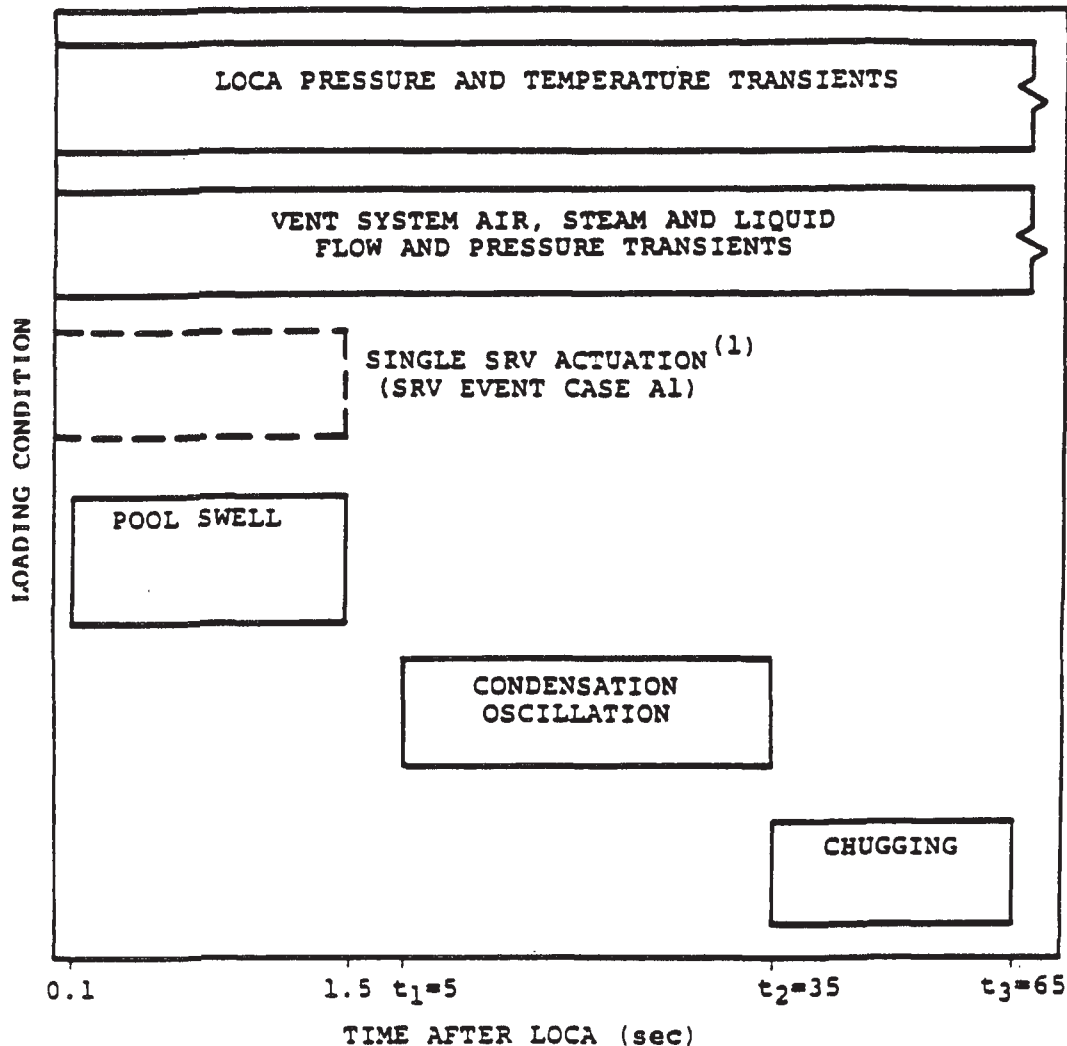 LOCA PRESSURE AND TEMPERATURE TRANSIENTS
VENT SYSTEM AIR, STEAM AND LIQUID
FLOW AND PRESSURE TRANSIENTS
SINGLE SRV ACTUATION(1)
(SRV EVENT CASE A1)
LOADING CONDITION
POOL SWELL
CONDENSATION
OSCILLATION
CHUGGING
0.1 1.5 t1=5 t2=35 t3=65
TIME AFTER LOCA (sec)